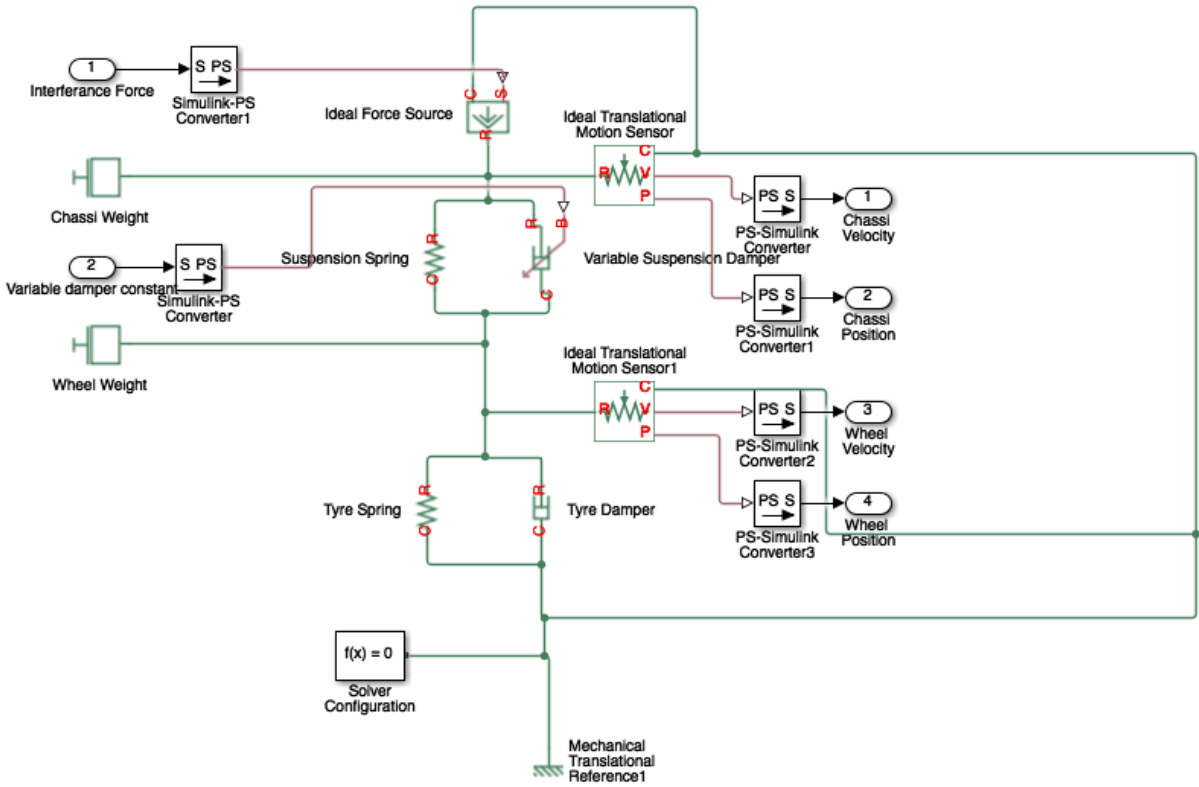 1
Interferance Force
S PS
Simulink-PS
Converter1
C
S
R
Ideal Force Source
Ideal Translational
Motion Sensor
R
C
V
P
Chassi Weight
PS S
PS-Simulink
Converter
1
Chassi
Velocity
2
Variable damper constant
S PS
Simulink-PS
Converter
Suspension Spring
R
C
R
B
C
Variable Suspension Damper
PS S
PS-Simulink
Converter1
2
Chassi
Position
Wheel Weight
Ideal Translational
Motion Sensor1
R
C
V
P
PS S
PS-Simulink
Converter2
3
Wheel
Velocity
Tyre Spring
R
C
R
C
Tyre Damper
PS S
PS-Simulink
Converter3
4
Wheel
Position
f(x) = 0
Solver
Configuration
Mechanical
Translational
Reference1